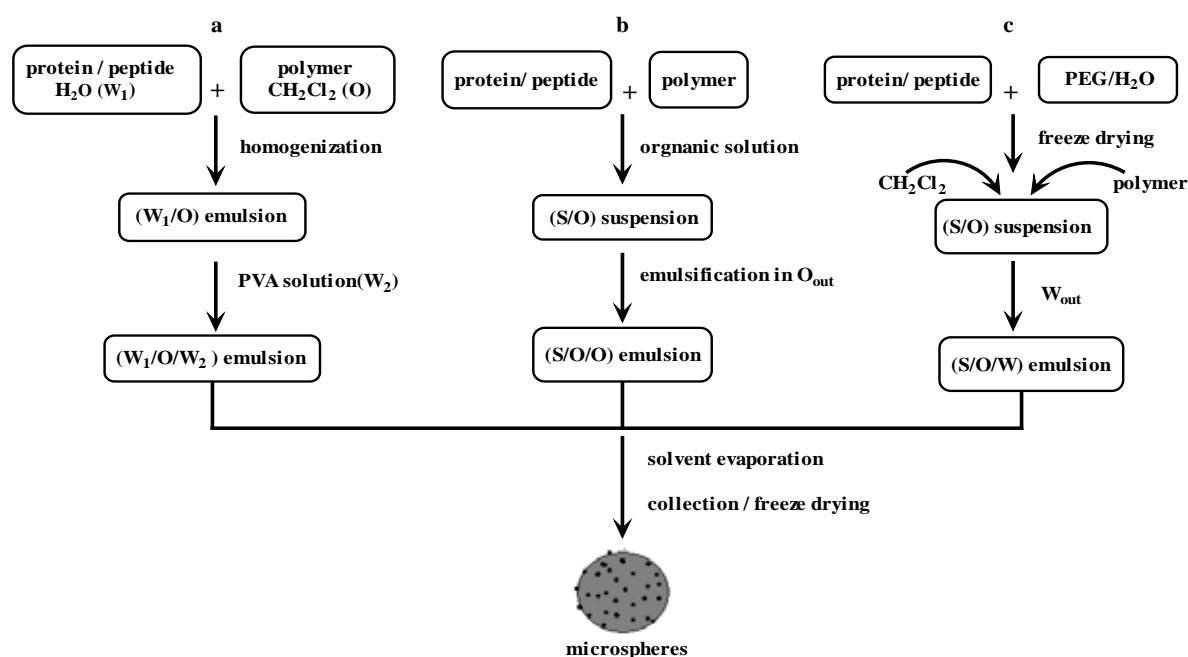 a
protein / peptide
H₂O (W₁)
+
polymer
CH₂Cl₂ (O)
homogenization
(W₁/O) emulsion
PVA solution(W₂)
(W₁/O/W₂ ) emulsion
b
protein/ peptide
+
polymer
orgnanic solution
(S/O) suspension
emulsification in Oₒᵤₜ
(S/O/O) emulsion
c
protein/ peptide
+
PEG/H₂O
freeze drying
CH₂Cl₂
polymer
(S/O) suspension
Wₒᵤₜ
(S/O/W) emulsion
solvent evaporation
collection / freeze drying
microspheres